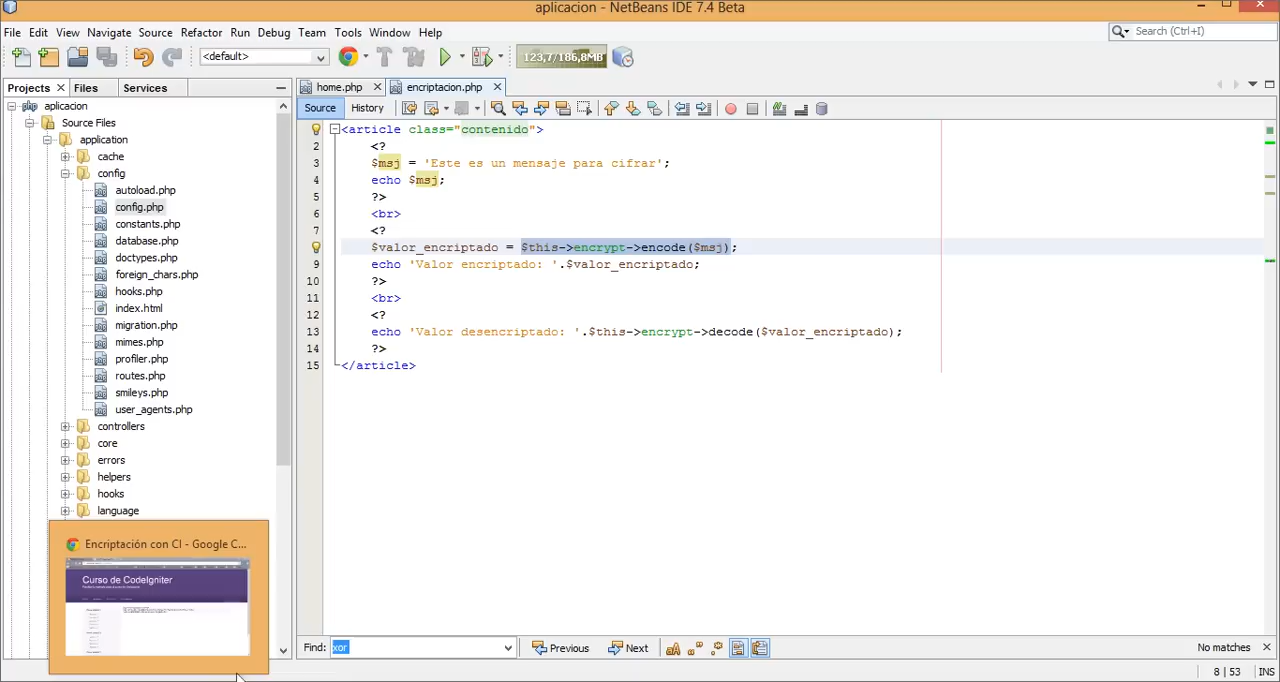 aplicacion - NetBeans IDE 7.4 Beta
File Edit View Navigate Source Refactor Run Debug Team Tools Window Help
Search (Ctrl+I)
<default>
123,7/186,8MB
Projects
Files
Services
home.php
encriptacion.php
Source
History
aplicacion
Source Files
application
cache
config
autoload.php
config.php
constants.php
database.php
doctypes.php
foreign_chars.php
hooks.php
index.html
migration.php
mimes.php
profiler.php
routes.php
smileys.php
user_agents.php
controllers
core
errors
helpers
hooks
language
1 <article class="contenido">
2 <?
3 $msj = 'Este es un mensaje para cifrar';
4 echo $msj;
5 ?>
6 <br>
7 <?
$valor_encriptado = $this->encrypt->encode($msj);
9 echo 'Valor encriptado: '.$valor_encriptado;
10 ?>
11 <br>
12 <?
13 echo 'Valor desencriptado: '.$this->encrypt->decode($valor_encriptado);
14 ?>
15 </article>
Encriptación con CI - Google C...
Curso de CodeIgniter
Find: xor
Previous
Next
No matches
8 | 53
INS